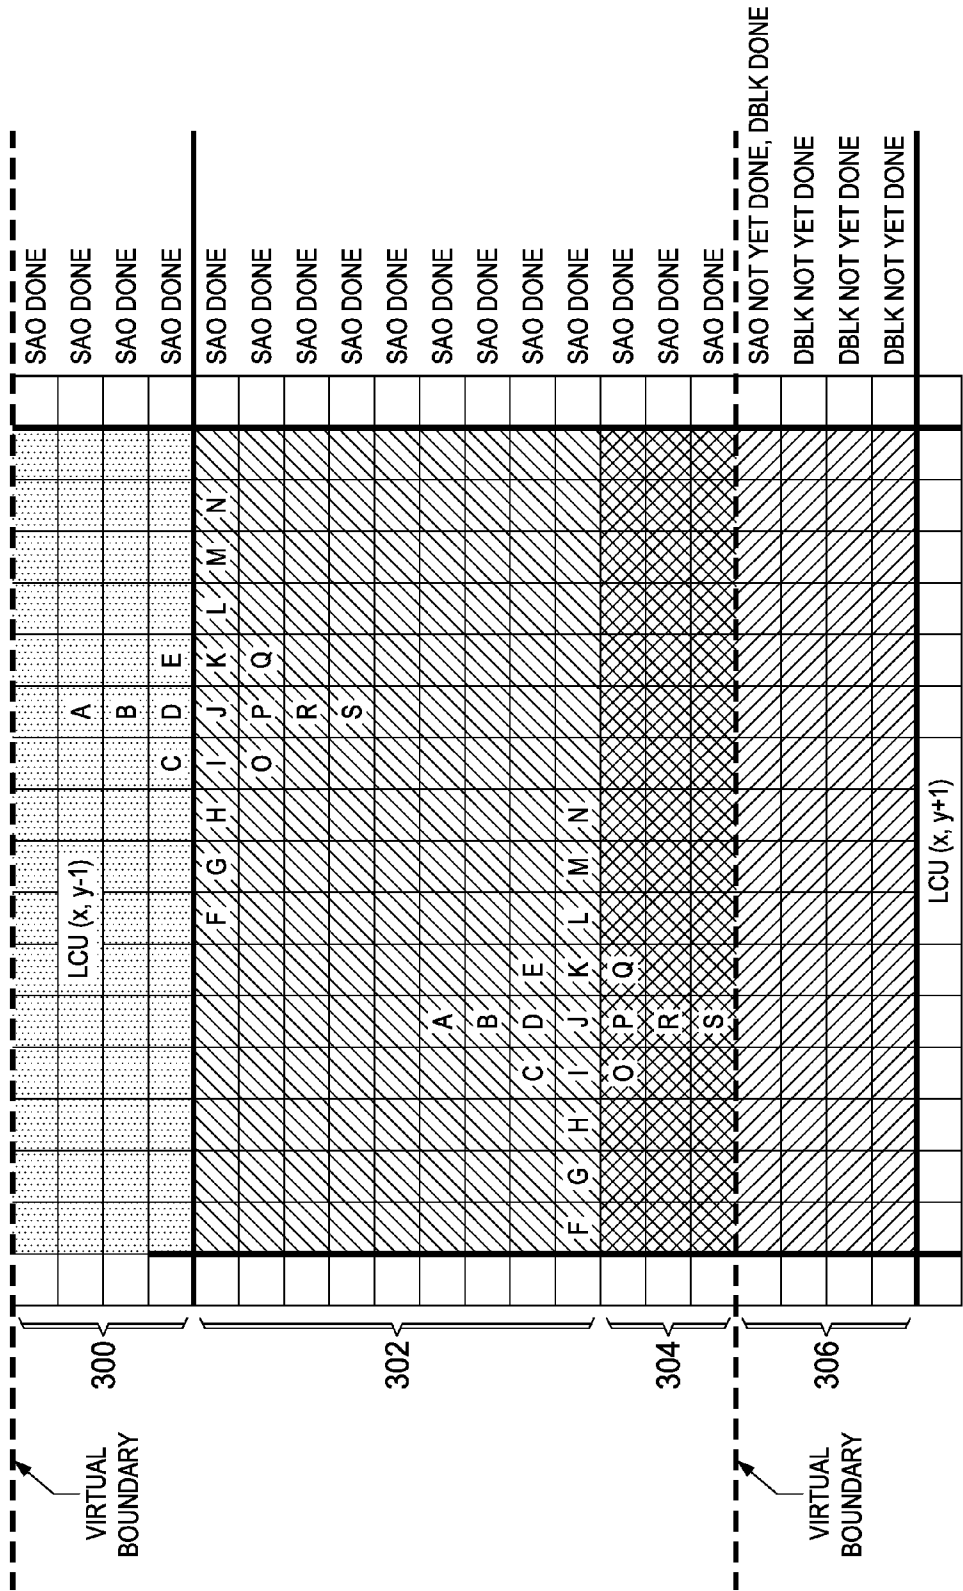 SAO DONE
LCU (x, y-1) A SAO DONE
VIRTUAL
BOUNDARY
300
B SAO DONE
C D E SAO DONE
F G H I J K L M N SAO DONE
O P Q SAO DONE
R SAO DONE
S SAO DONE
302
SAO DONE
A SAO DONE
B SAO DONE
C D E SAO DONE
F G H I J K L M N SAO DONE
O P Q SAO DONE
304
R SAO DONE
S SAO DONE
SAO NOT YET DONE, DBLK DONE
DBLK NOT YET DONE
VIRTUAL
BOUNDARY
306
DBLK NOT YET DONE
DBLK NOT YET DONE
LCU (x, y+1)